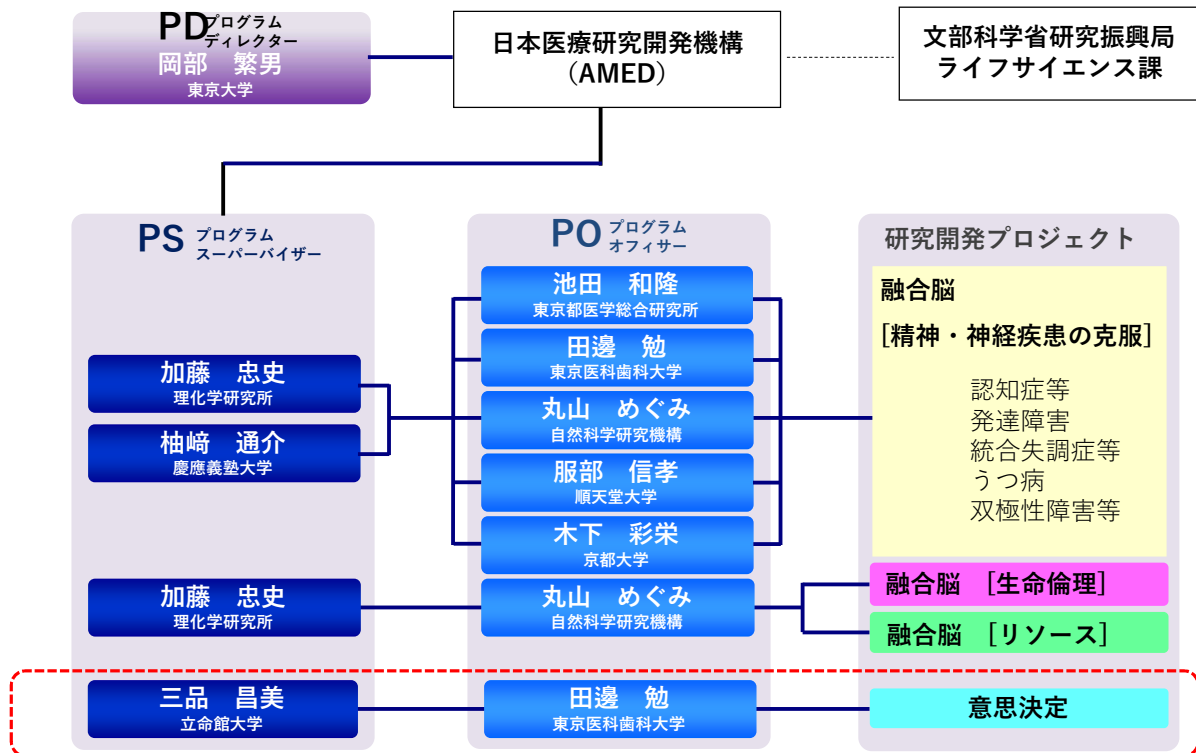 PD プログラム
ディレクター
岡部　繁男
東京大学
日本医療研究開発機構
（AMED）
文部科学省研究振興局
ライフサイエンス課
PS プログラム
スーパーバイザー
PO プログラム
オフィサー
研究開発プロジェクト
加藤　忠史
理化学研究所
柚﨑　通介
慶應義塾大学
池田　和隆
東京都医学総合研究所
田邊　勉
東京医科歯科大学
丸山　めぐみ
自然科学研究機構
服部　信孝
順天堂大学
木下　彩栄
京都大学
融合脳
[精神・神経疾患の克服]
認知症等
発達障害
統合失調症等
うつ病
双極性障害等
加藤　忠史
理化学研究所
丸山　めぐみ
自然科学研究機構
融合脳　[生命倫理]
融合脳　[リソース]
三品　昌美
立命館大学
田邊　勉
東京医科歯科大学
意思決定